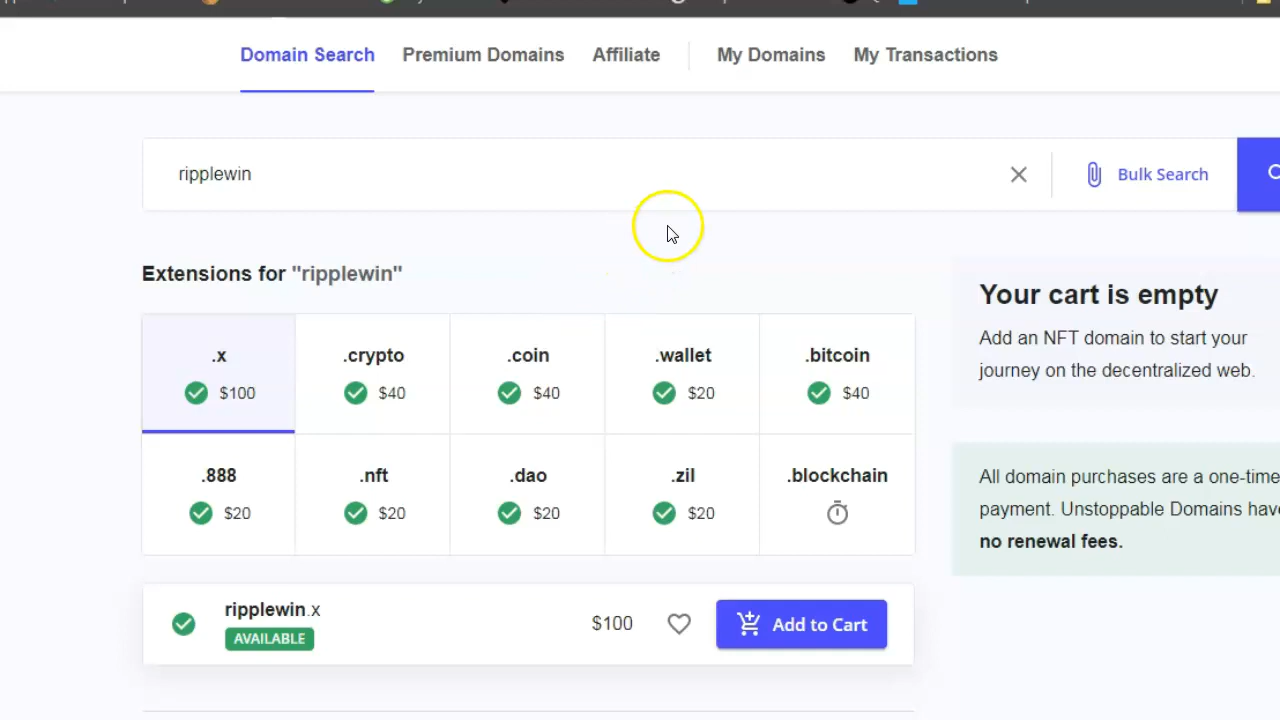 Domain Search Premium Domains Affiliate My Domains My Transactions
ripplewin Bulk Search
Extensions for "ripplewin"
.x .crypto .coin .wallet .bitcoin
$100 $40 $40 $20 $40
.888 .nft .dao .zil .blockchain
$20 $20 $20 $20
ripplewin.x
AVAILABLE
$100 Add to Cart
Your cart is empty
Add an NFT domain to start your
journey on the decentralized web.
All domain purchases are a one-time
payment. Unstoppable Domains have
no renewal fees.